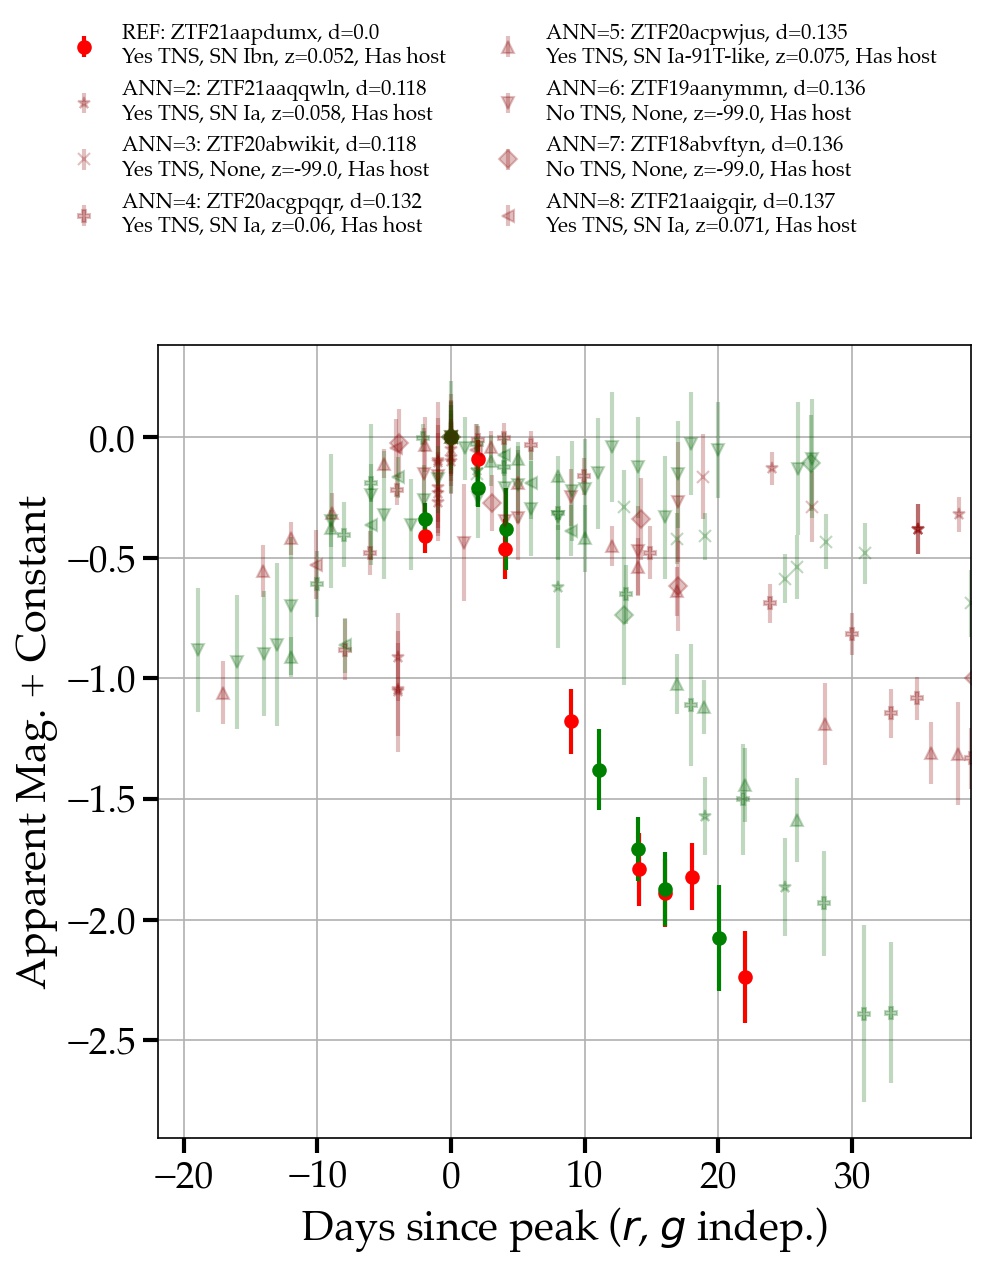 REF: ZTF21aapdumx, d=0.0
Yes TNS, SN Ibn, z=0.052, Has host
ANN=2: ZTF21aaqqwln, d=0.118
Yes TNS, SN Ia, z=0.058, Has host
ANN=3: ZTF20abwikit, d=0.118
Yes TNS, None, z=-99.0, Has host
ANN=4: ZTF20acgpqqr, d=0.132
Yes TNS, SN Ia, z=0.06, Has host
ANN=5: ZTF20acpwjus, d=0.135
Yes TNS, SN Ia-91T-like, z=0.075, Has host
ANN=6: ZTF19aanymmn, d=0.136
No TNS, None, z=-99.0, Has host
ANN=7: ZTF18abvftyn, d=0.136
No TNS, None, z=-99.0, Has host
ANN=8: ZTF21aaigqir, d=0.137
Yes TNS, SN Ia, z=0.071, Has host
Apparent Mag. + Constant
0.0
−0.5
−1.0
−1.5
−2.0
−2.5
−20 −10 0 10 20 30
Days since peak (r, g indep.)